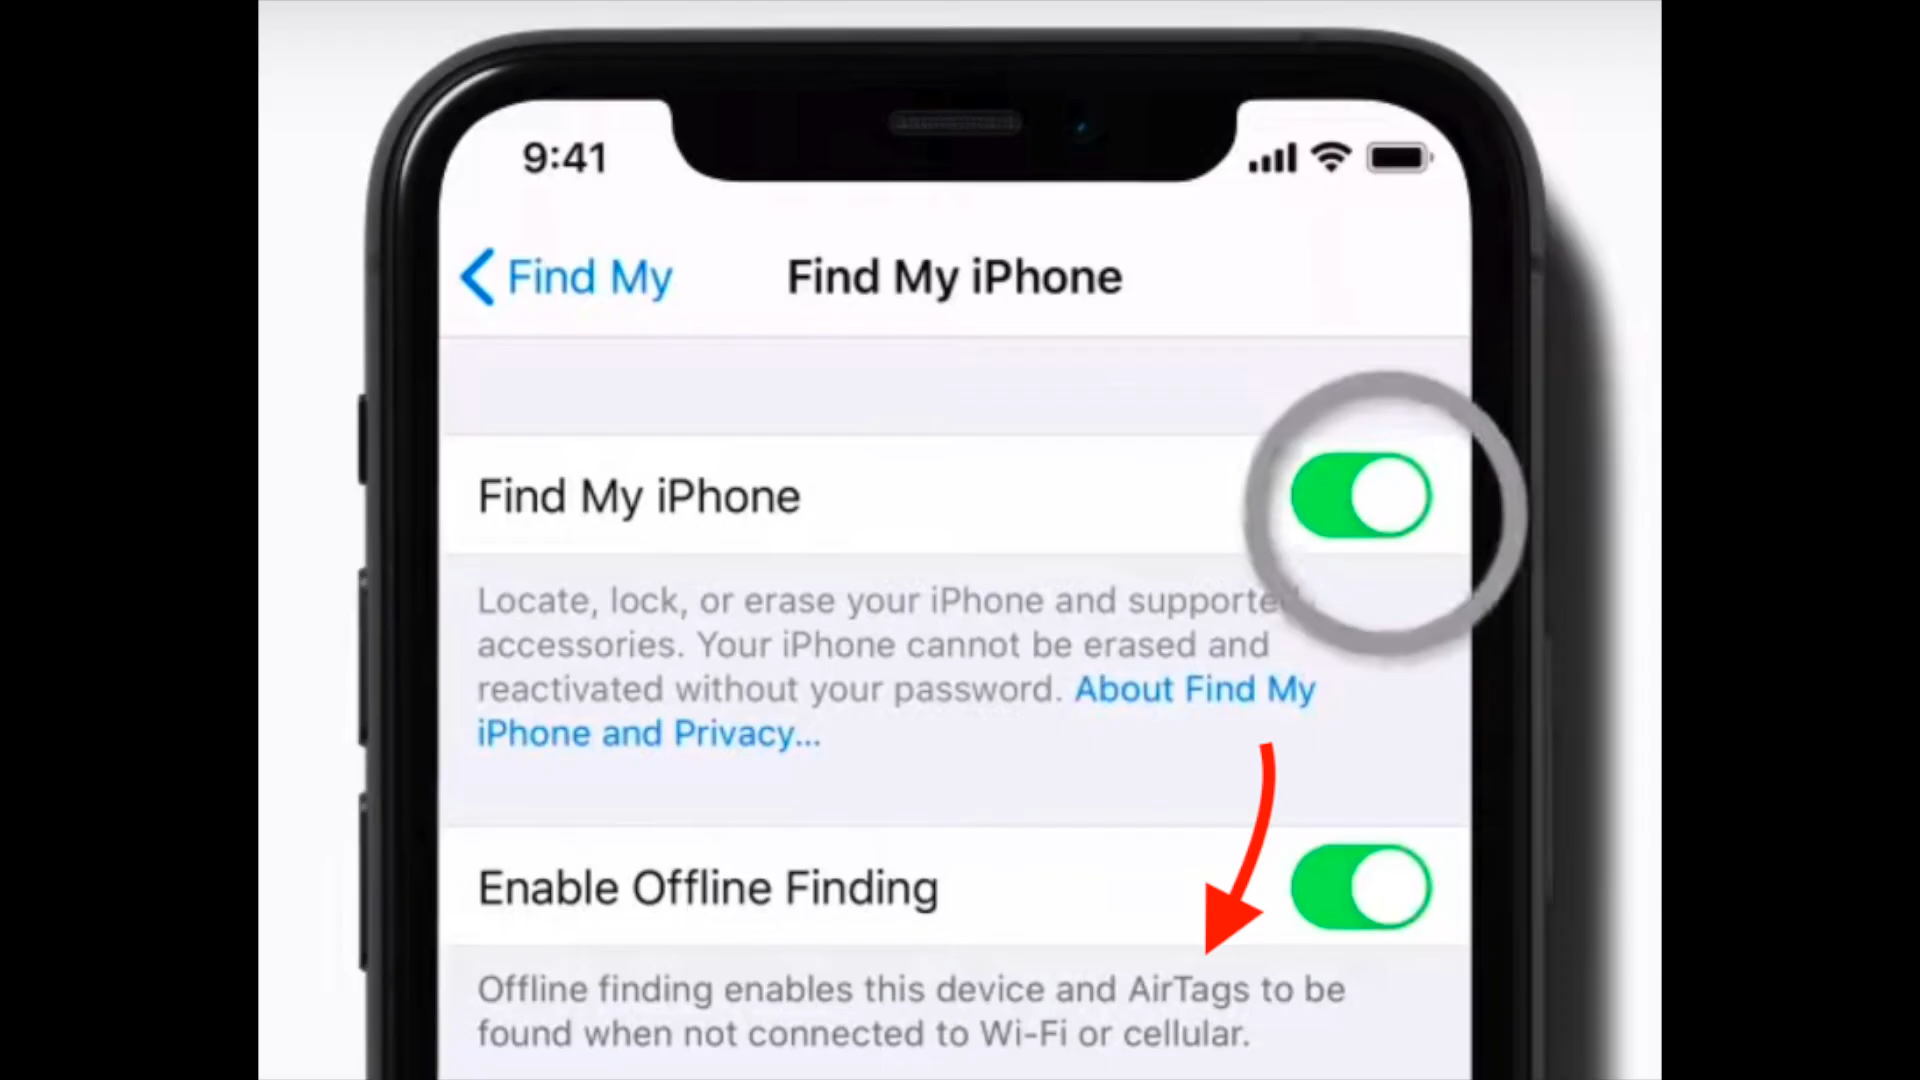 9:41
Find My
Find My iPhone
Find My iPhone
Locate, lock, or erase your iPhone and supported
accessories. Your iPhone cannot be erased and
reactivated without your password. About Find My
iPhone and Privacy...
Enable Offline Finding
Offline finding enables this device and AirTags to be
found when not connected to Wi-Fi or cellular.